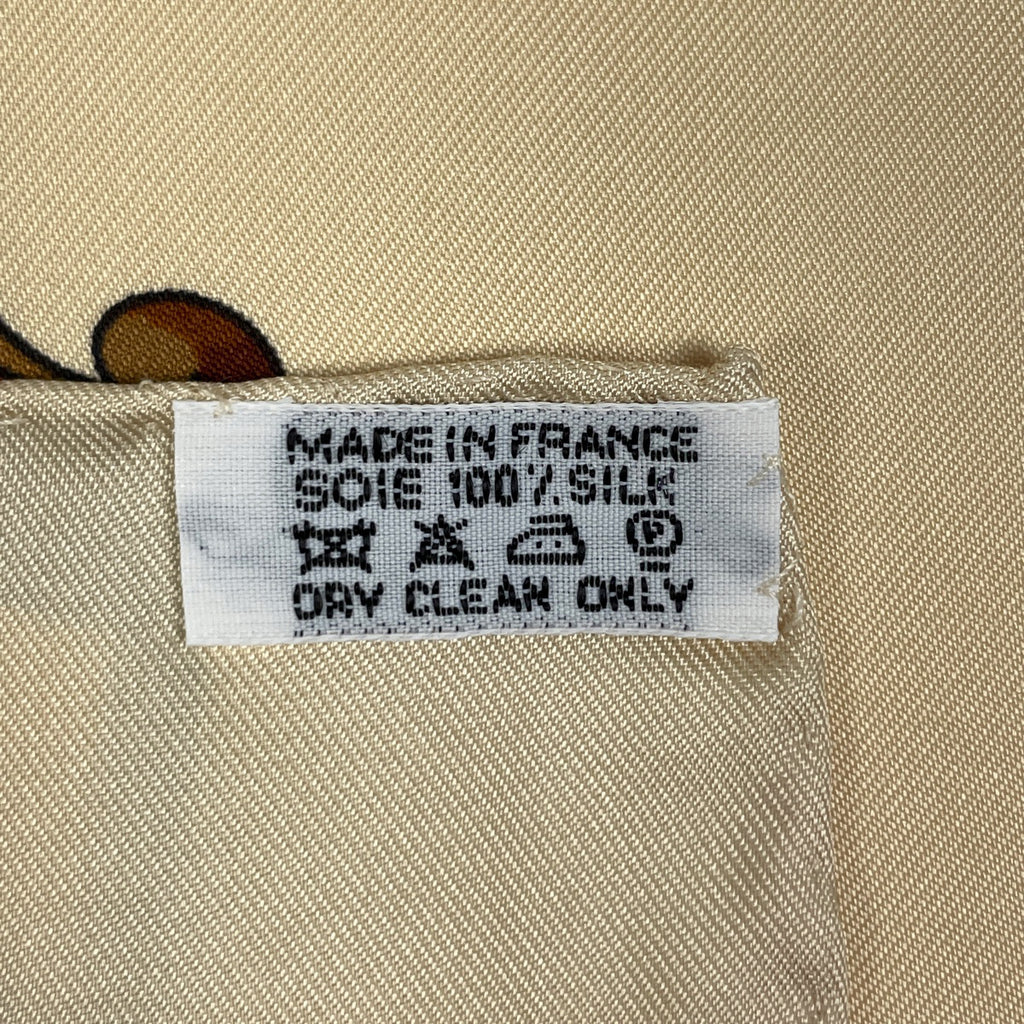 MADE IN FRANCE
SOIE 100% SILK
P
DRY CLEAN ONLY